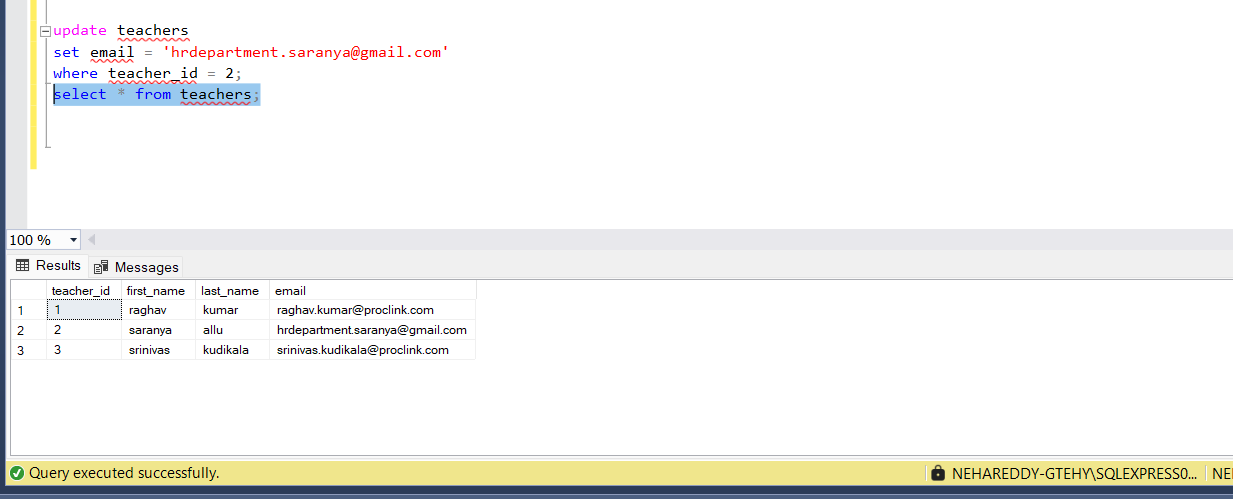 update teachers
set email = 'hrdepartment.saranya@gmail.com'
where teacher_id = 2;
select * from teachers;
100 %
Results Messages
teacher_id first_name last_name email
1 1 raghav kumar raghav.kumar@proclink.com
2 2 saranya allu hrdepartment.saranya@gmail.com
3 3 srinivas kudikala srinivas.kudikala@proclink.com
Query executed successfully. NEHAREDDY-GTEHY\SQLEXPRESS0... NE